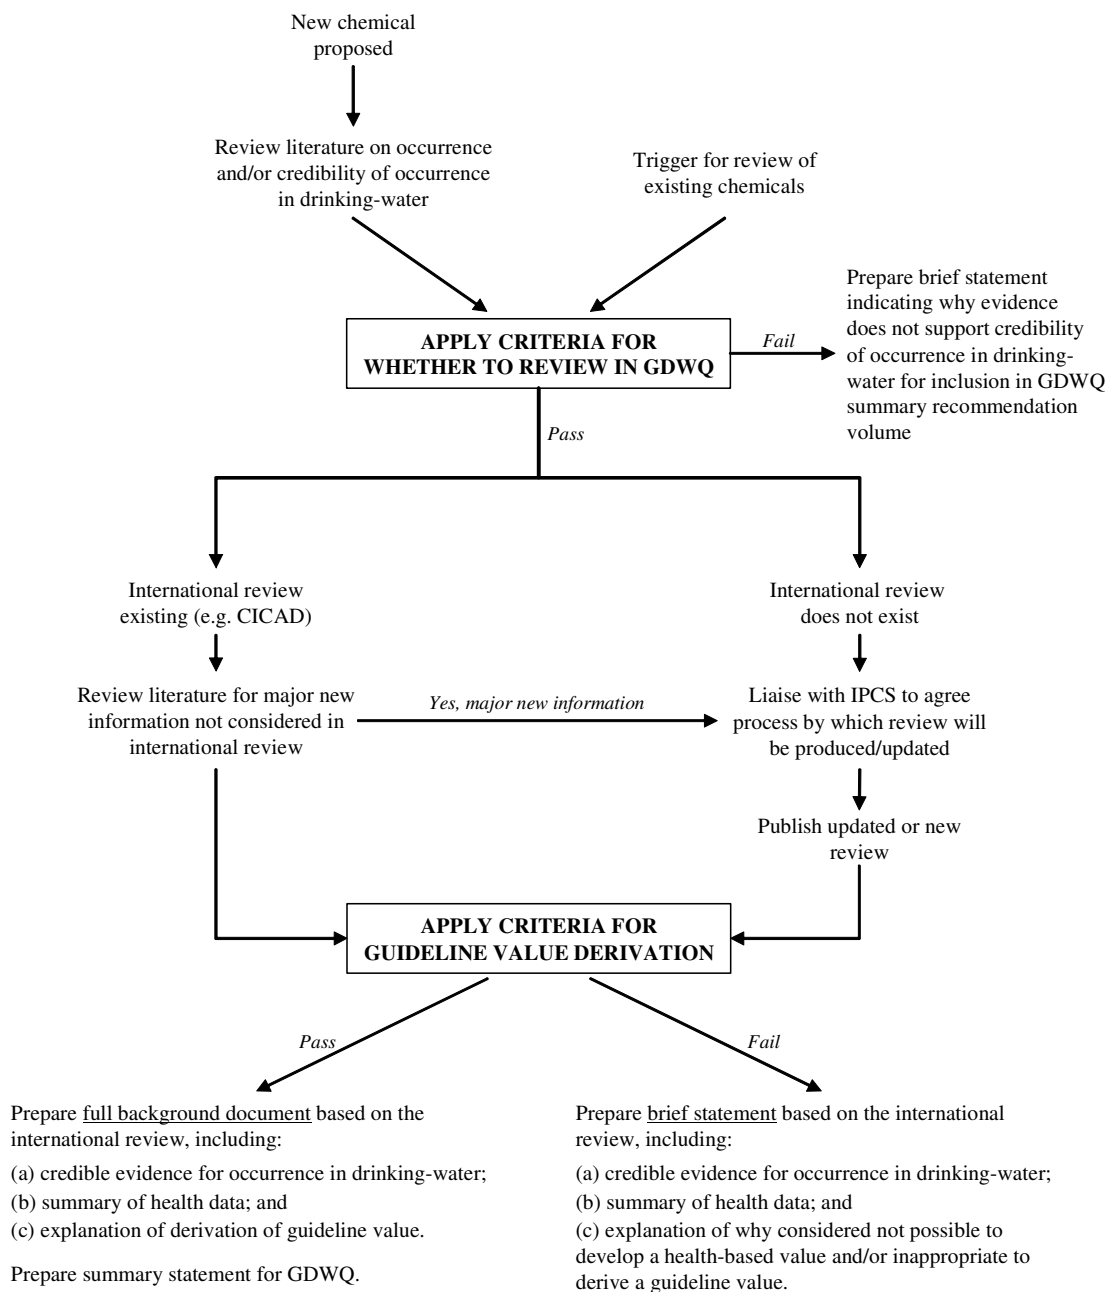 New chemical
proposed
Review literature on occurrence
and/or credibility of occurrence
in drinking-water
Trigger for review of
existing chemicals
APPLY CRITERIA FOR
WHETHER TO REVIEW IN GDWQ
Fail
Prepare brief statement
indicating why evidence
does not support credibility
of occurrence in drinking-
water for inclusion in GDWQ
summary recommendation
volume
Pass
International review
existing (e.g. CICAD)
International review
does not exist
Review literature for major new
information not considered in
international review
Yes, major new information
Liaise with IPCS to agree
process by which review will
be produced/updated
Publish updated or new
review
APPLY CRITERIA FOR
GUIDELINE VALUE DERIVATION
Pass
Fail
Prepare full background document based on the
international review, including:
(a) credible evidence for occurrence in drinking-water;
(b) summary of health data; and
(c) explanation of derivation of guideline value.
Prepare summary statement for GDWQ.
Prepare brief statement based on the international
review, including:
(a) credible evidence for occurrence in drinking-water;
(b) summary of health data; and
(c) explanation of why considered not possible to
develop a health-based value and/or inappropriate to
derive a guideline value.